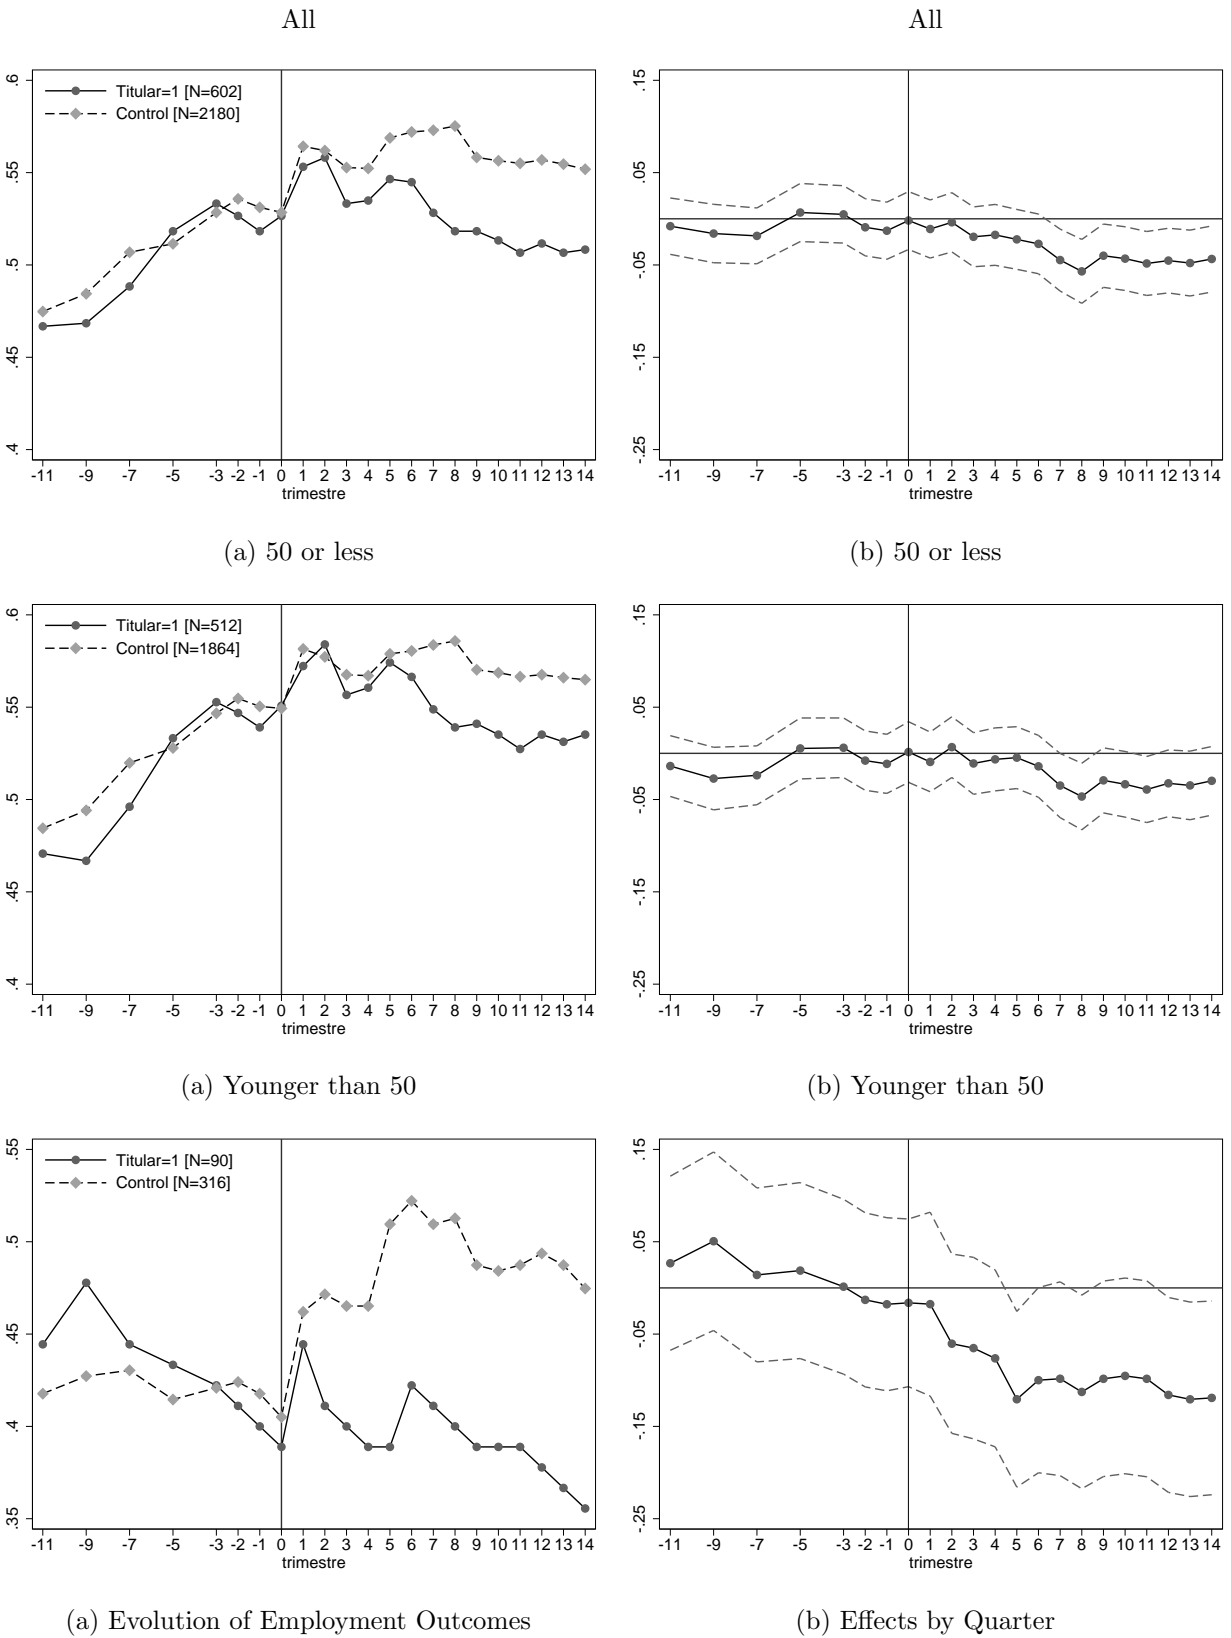 All
All
.6
.55
.5
.45
.4
Titular=1 [N=602]
Control [N=2180]
-11 -9 -7 -5 -3 -2 -1 0 1 2 3 4 5 6 7 8 9 10 11 12 13 14
trimestre
.15
.05
-.05
-.15
-.25
-11 -9 -7 -5 -3 -2 -1 0 1 2 3 4 5 6 7 8 9 10 11 12 13 14
trimestre
(a) 50 or less
(b) 50 or less
.6
.55
.5
.45
.4
Titular=1 [N=512]
Control [N=1864]
-11 -9 -7 -5 -3 -2 -1 0 1 2 3 4 5 6 7 8 9 10 11 12 13 14
trimestre
.15
.05
-.05
-.15
-.25
-11 -9 -7 -5 -3 -2 -1 0 1 2 3 4 5 6 7 8 9 10 11 12 13 14
trimestre
(a) Younger than 50
(b) Younger than 50
.55
.5
.45
.4
.35
Titular=1 [N=90]
Control [N=316]
-11 -9 -7 -5 -3 -2 -1 0 1 2 3 4 5 6 7 8 9 10 11 12 13 14
trimestre
.15
.05
-.05
-.15
-.25
-11 -9 -7 -5 -3 -2 -1 0 1 2 3 4 5 6 7 8 9 10 11 12 13 14
trimestre
(a) Evolution of Employment Outcomes
(b) Effects by Quarter